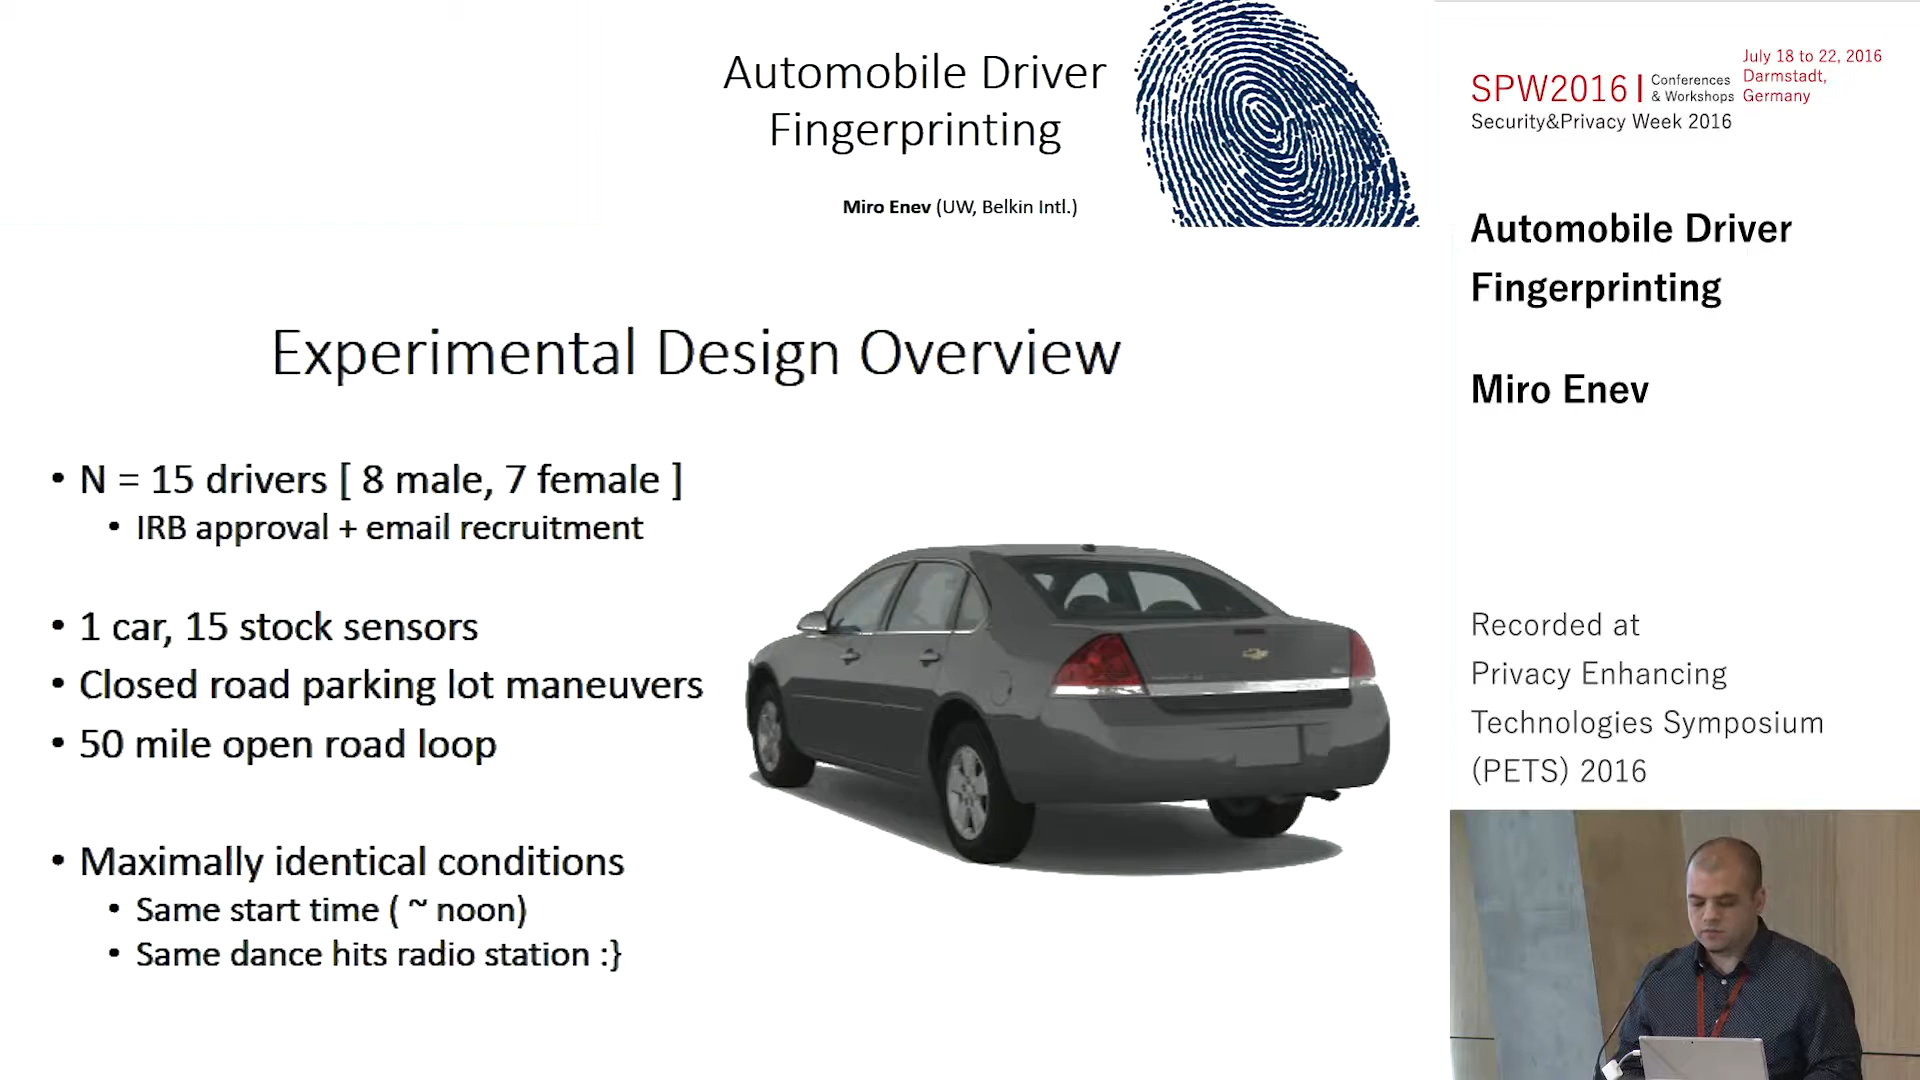 Automobile Driver
Fingerprinting
Miro Enev (UW, Belkin Intl.)
Experimental Design Overview
• N = 15 drivers [ 8 male, 7 female ]
• IRB approval + email recruitment
• 1 car, 15 stock sensors
• Closed road parking lot maneuvers
• 50 mile open road loop
• Maximally identical conditions
• Same start time ( ~ noon)
• Same dance hits radio station :}
SPW2016 | Conferences & Workshops
July 18 to 22, 2016
Darmstadt,
Germany
Security&Privacy Week 2016
Automobile Driver
Fingerprinting
Miro Enev
Recorded at
Privacy Enhancing
Technologies Symposium
(PETS) 2016